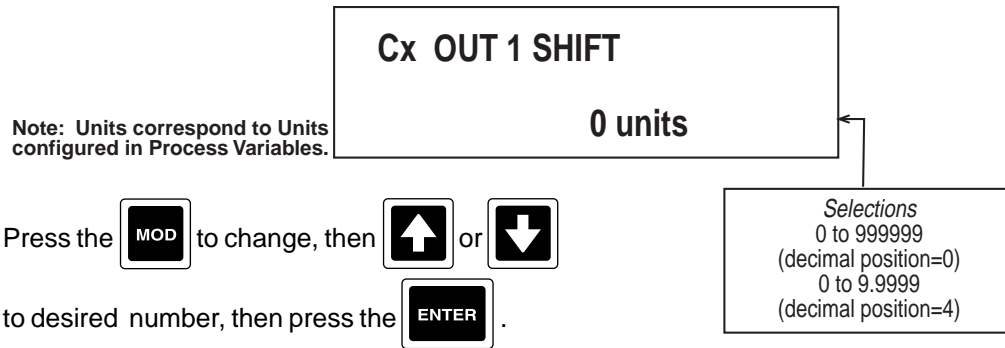 Cx OUT 1 SHIFT
0 units
Note: Units correspond to Units
configured in Process Variables.
Press the MOD to change, then or
to desired number, then press the ENTER .
Selections
0 to 999999
(decimal position=0)
0 to 9.9999
(decimal position=4)